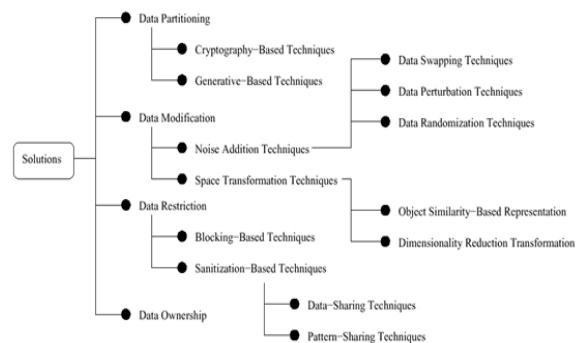 Data Partitioning
Cryptography-Based Techniques
Generative-Based Techniques
Data Modification
Noise Addition Techniques
Data Swapping Techniques
Data Perturbation Techniques
Data Randomization Techniques
Solutions
Space Transformation Techniques
Object Similarity-Based Representation
Dimensionality Reduction Transformation
Data Restriction
Blocking-Based Techniques
Sanitization-Based Techniques
Data-Sharing Techniques
Pattern-Sharing Techniques
Data Ownership